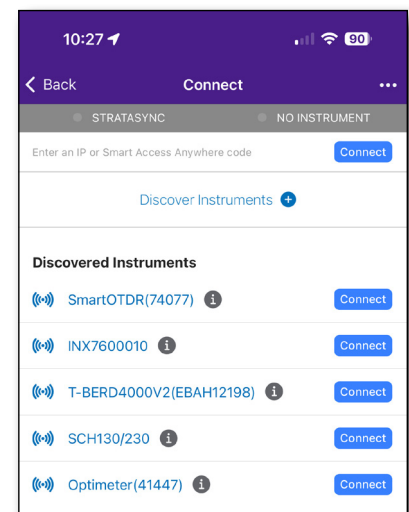 10:27
90
Back
Connect
STRATASYNC
NO INSTRUMENT
Enter an IP or Smart Access Anywhere code
Connect
Discover Instruments
Discovered Instruments
SmartOTDR(74077)
Connect
INX7600010
Connect
T-BERD4000V2(EBAH12198)
Connect
SCH130/230
Connect
Optimeter(41447)
Connect